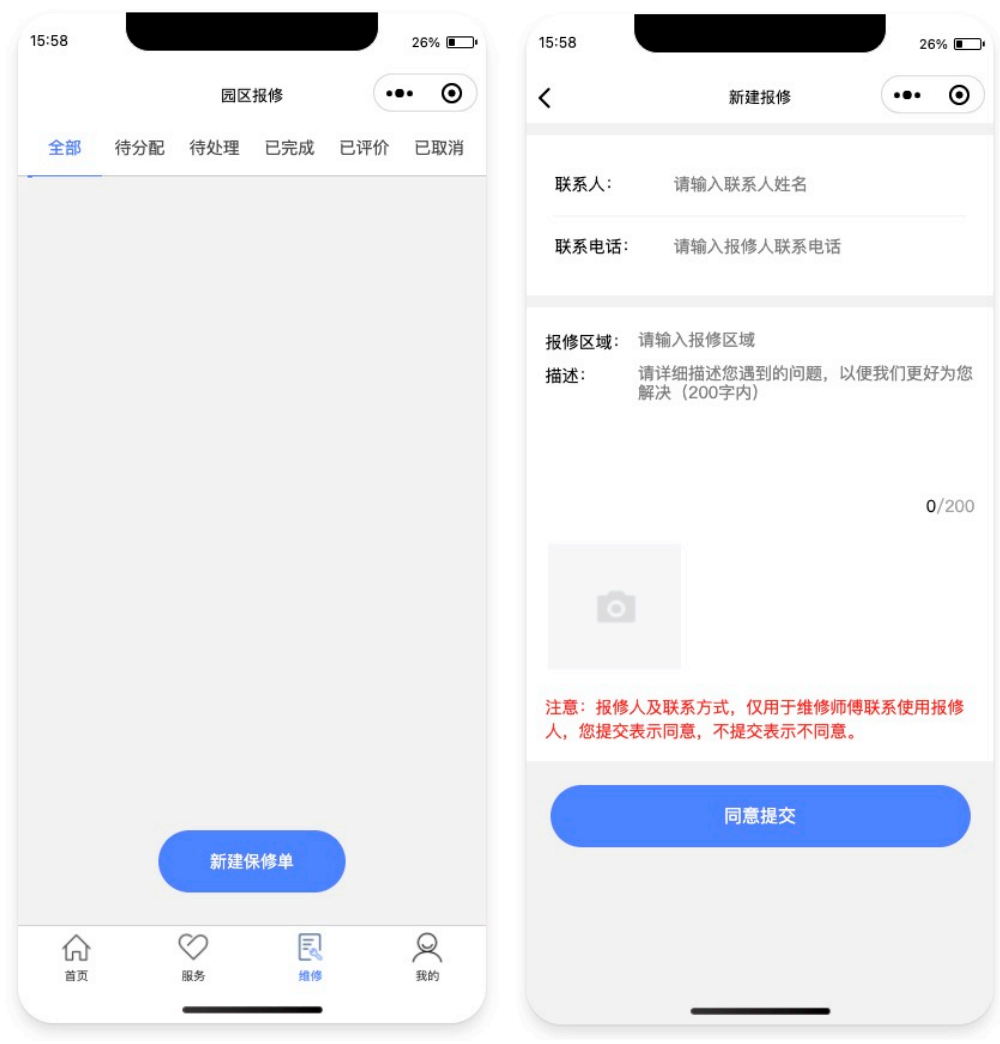 15:58
26%
园区报修
全部 待分配 待处理 已完成 已评价 已取消
新建保修单
首页 服务 维修 我的
15:58
26%
新建报修
联系人： 请输入联系人姓名
联系电话： 请输入报修人联系电话
报修区域： 请输入报修区域
描述： 请详细描述您遇到的问题，以便我们更好为您
解决（200字内）
0/200
注意：报修人及联系方式，仅用于维修师傅联系使用报修
人，您提交表示同意，不提交表示不同意。
同意提交